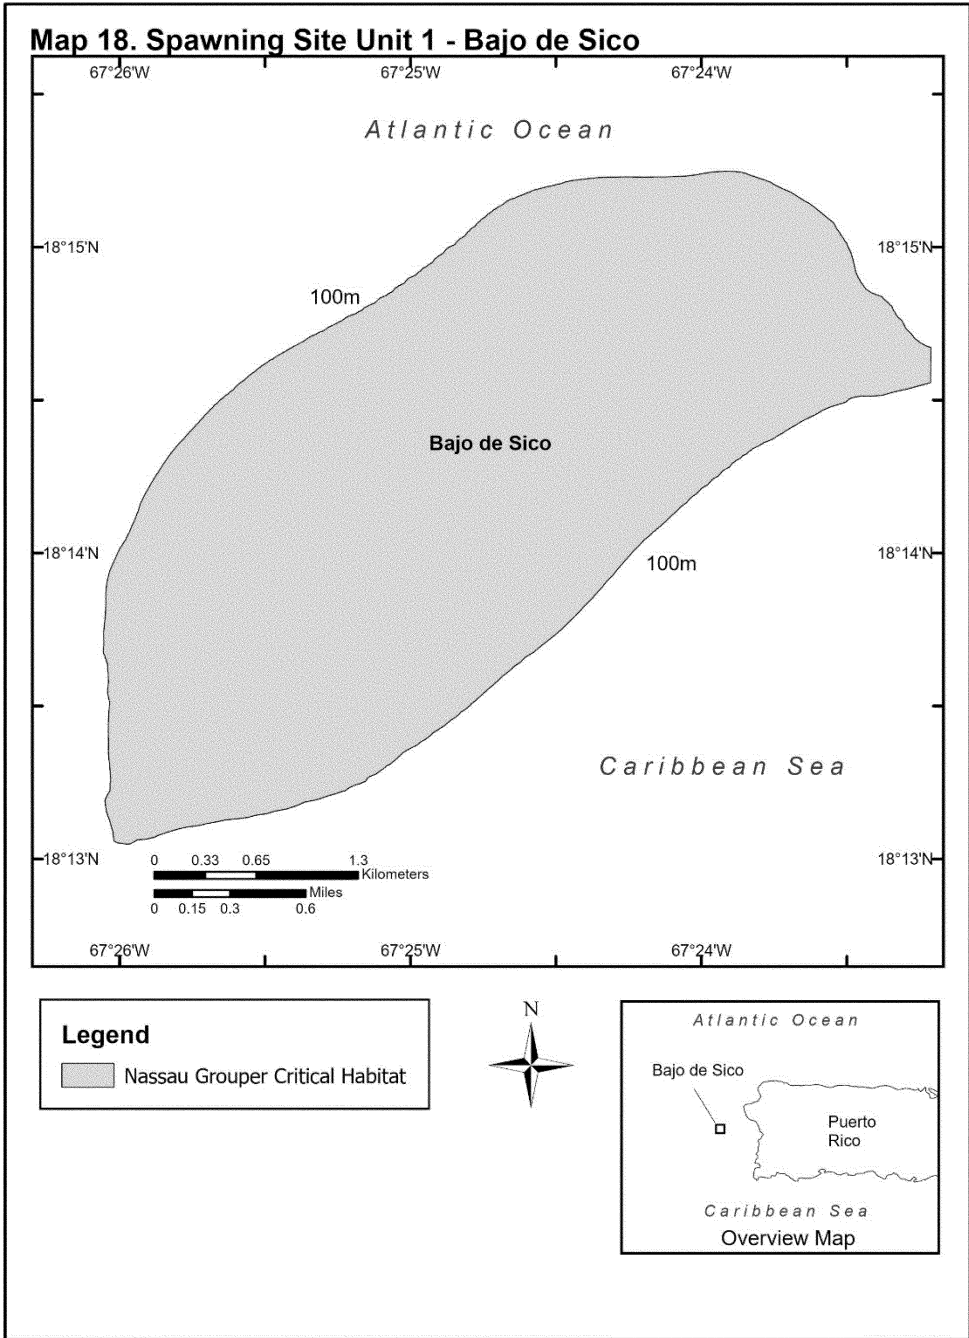 Map 18. Spawning Site Unit 1 - Bajo de Sico
67°26'W 67°25'W 67°24'W
Atlantic Ocean
18°15'N 18°15'N
100m
Bajo de Sico
18°14'N 18°14'N
100m
Caribbean Sea
18°13'N 18°13'N
0 0.33 0.65 1.3
Kilometers
Miles
0 0.15 0.3 0.6
67°26'W 67°25'W 67°24'W
Legend
Nassau Grouper Critical Habitat
N
Atlantic Ocean
Bajo de Sico
Puerto
Rico
Caribbean Sea
Overview Map